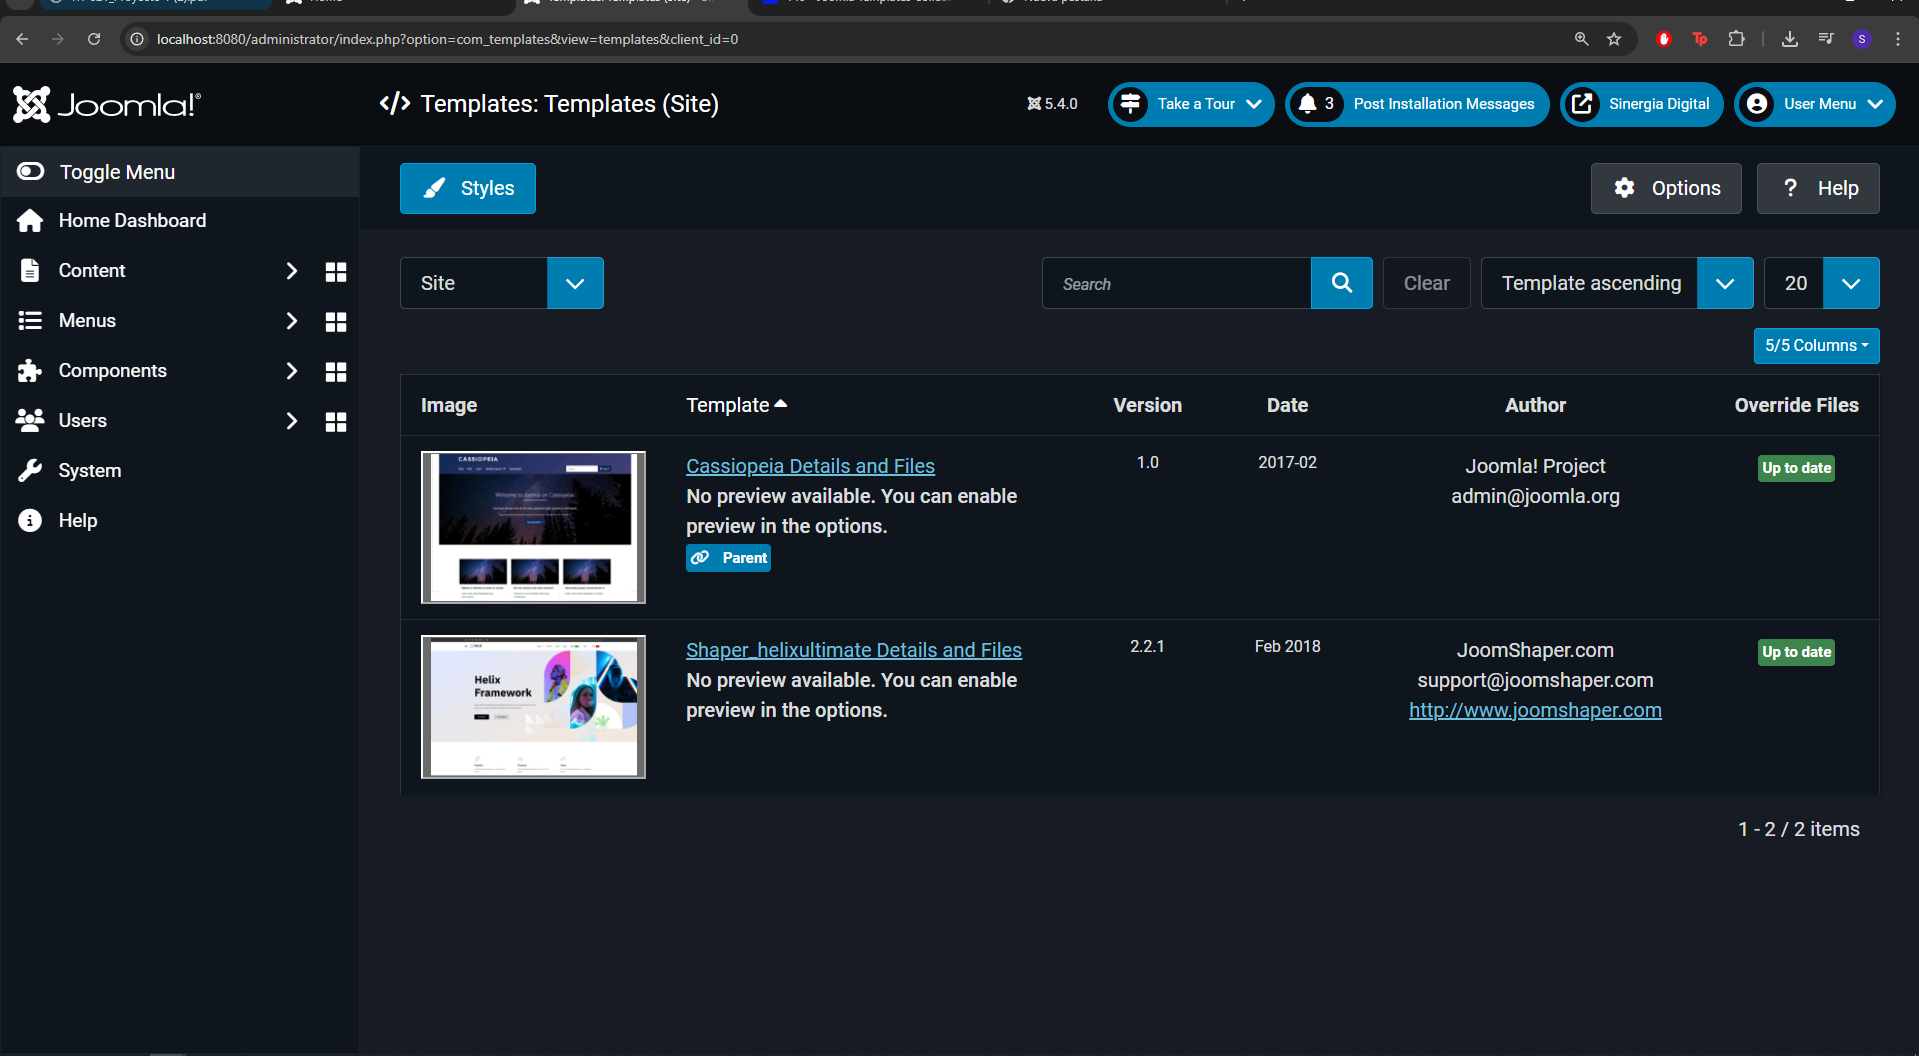 localhost:8080/administrator/index.php?option=com_templates&view=templates&client_id=0
Joomla!®
Templates: Templates (Site)
5.4.0
Take a Tour
3
Post Installation Messages
Sinergia Digital
User Menu
Toggle Menu
Home Dashboard
Content
Menus
Components
Users
System
Help
Styles
Options
? Help
Site
Search
Clear
Template ascending
20
5/5 Columns
Image
Template
Version
Date
Author
Override Files
CASSIOPEIA
Welcome to Joomla! on Cassiopeia!
Cassiopeia Details and Files
No preview available. You can enable
preview in the options.
Parent
1.0
2017-02
Joomla! Project
admin@joomla.org
Up to date
Helix
Framework
Shaper_helixultimate Details and Files
No preview available. You can enable
preview in the options.
2.2.1
Feb 2018
JoomShaper.com
support@joomshaper.com
http://www.joomshaper.com
Up to date
1 - 2 / 2 items